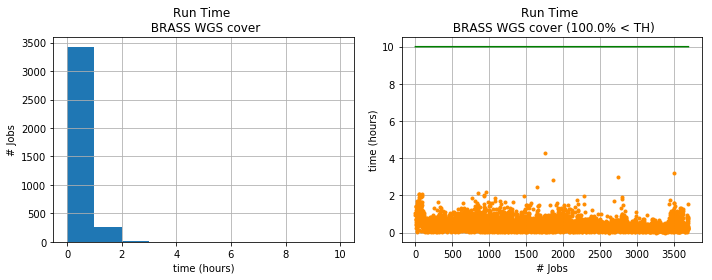 Run Time
BRASS WGS cover
3500
3000
2500
2000
1500
1000
500
0
# Jobs
0 2 4 6 8 10
time (hours)
Run Time
BRASS WGS cover (100.0% < TH)
10
8
6
4
2
0
time (hours)
0 500 1000 1500 2000 2500 3000 3500
# Jobs